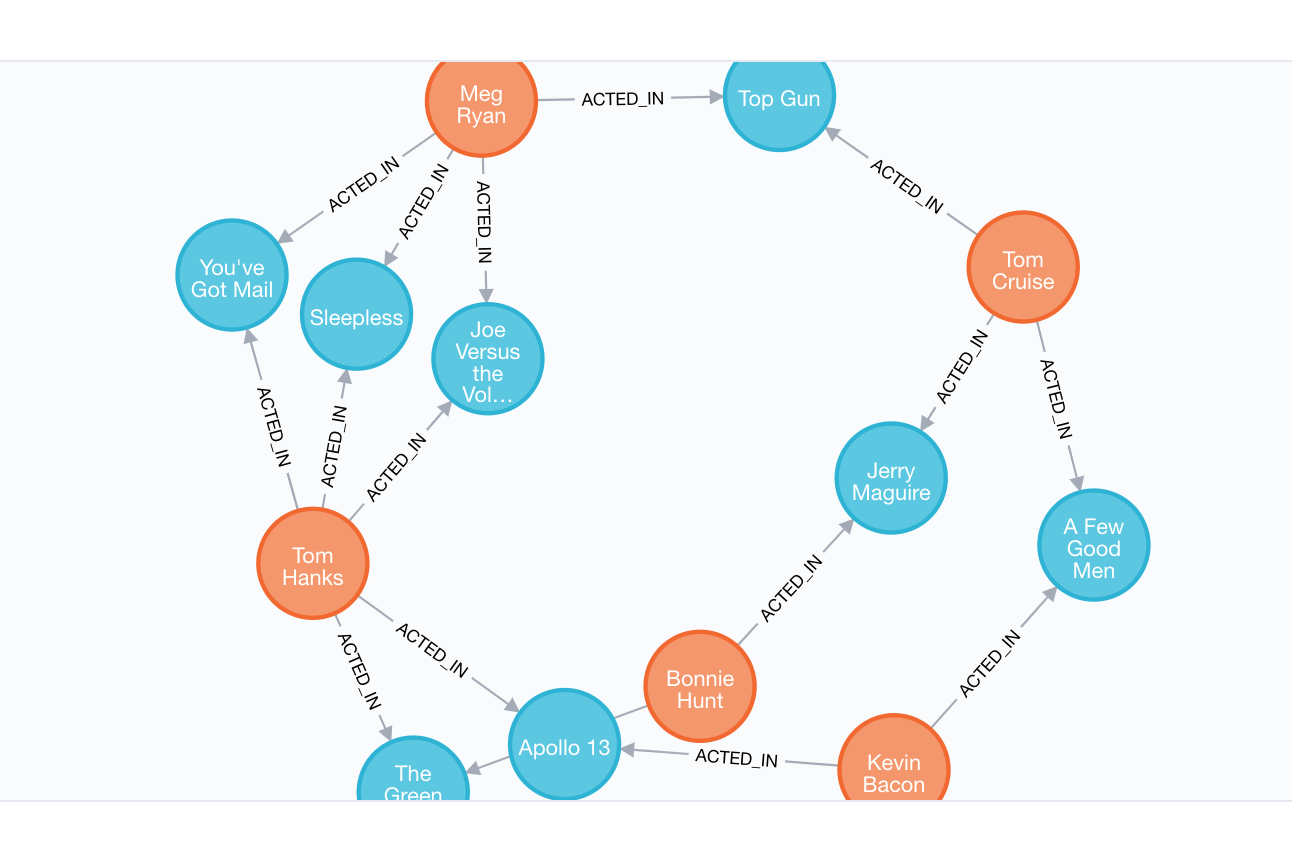 Meg
Ryan
ACTED_IN
Top Gun
ACTED_IN
ACTED_IN
ACTED_IN
ACTED_IN
You've
Got Mail
Sleepless
Joe
Versus
the
Vol...
Tom
Cruise
ACTED_IN
ACTED_IN
ACTED_IN
ACTED_IN
ACTED_IN
Jerry
Maguire
A Few
Good
Men
Tom
Hanks
ACTED_IN
ACTED_IN
ACTED_IN
ACTED_IN
Bonnie
Hunt
Apollo 13
ACTED_IN
Kevin
Bacon
The
Green